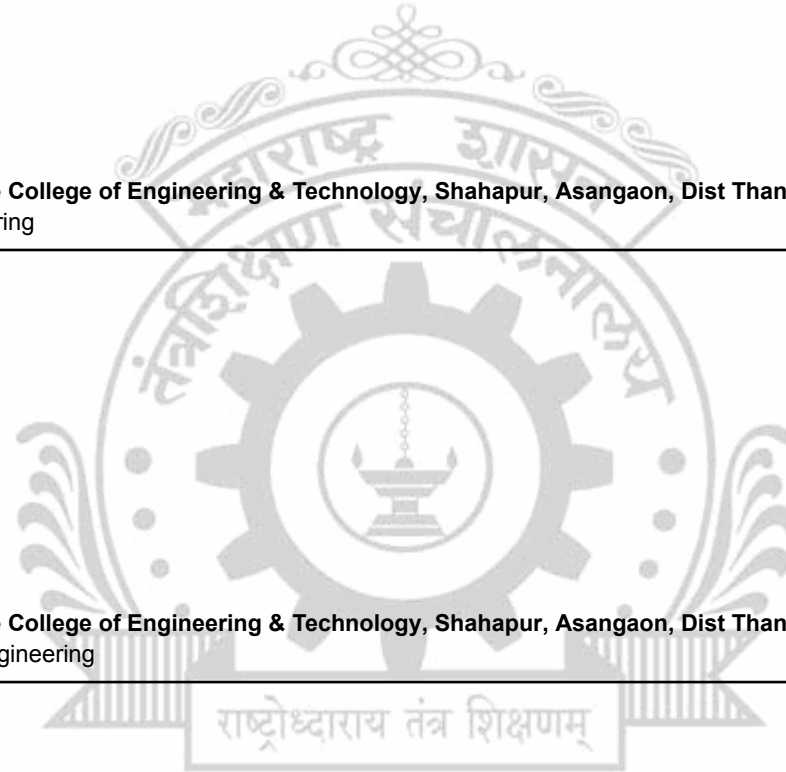 महाराष्ट्र शासन
College of Engineering & Technology, Shahapur, Asangaon, Dist Than
ring
तंत्रशिक्षण संचालनालय
College of Engineering & Technology, Shahapur, Asangaon, Dist Than
gineering
राष्ट्रोध्दाराय तंत्र शिक्षणम्